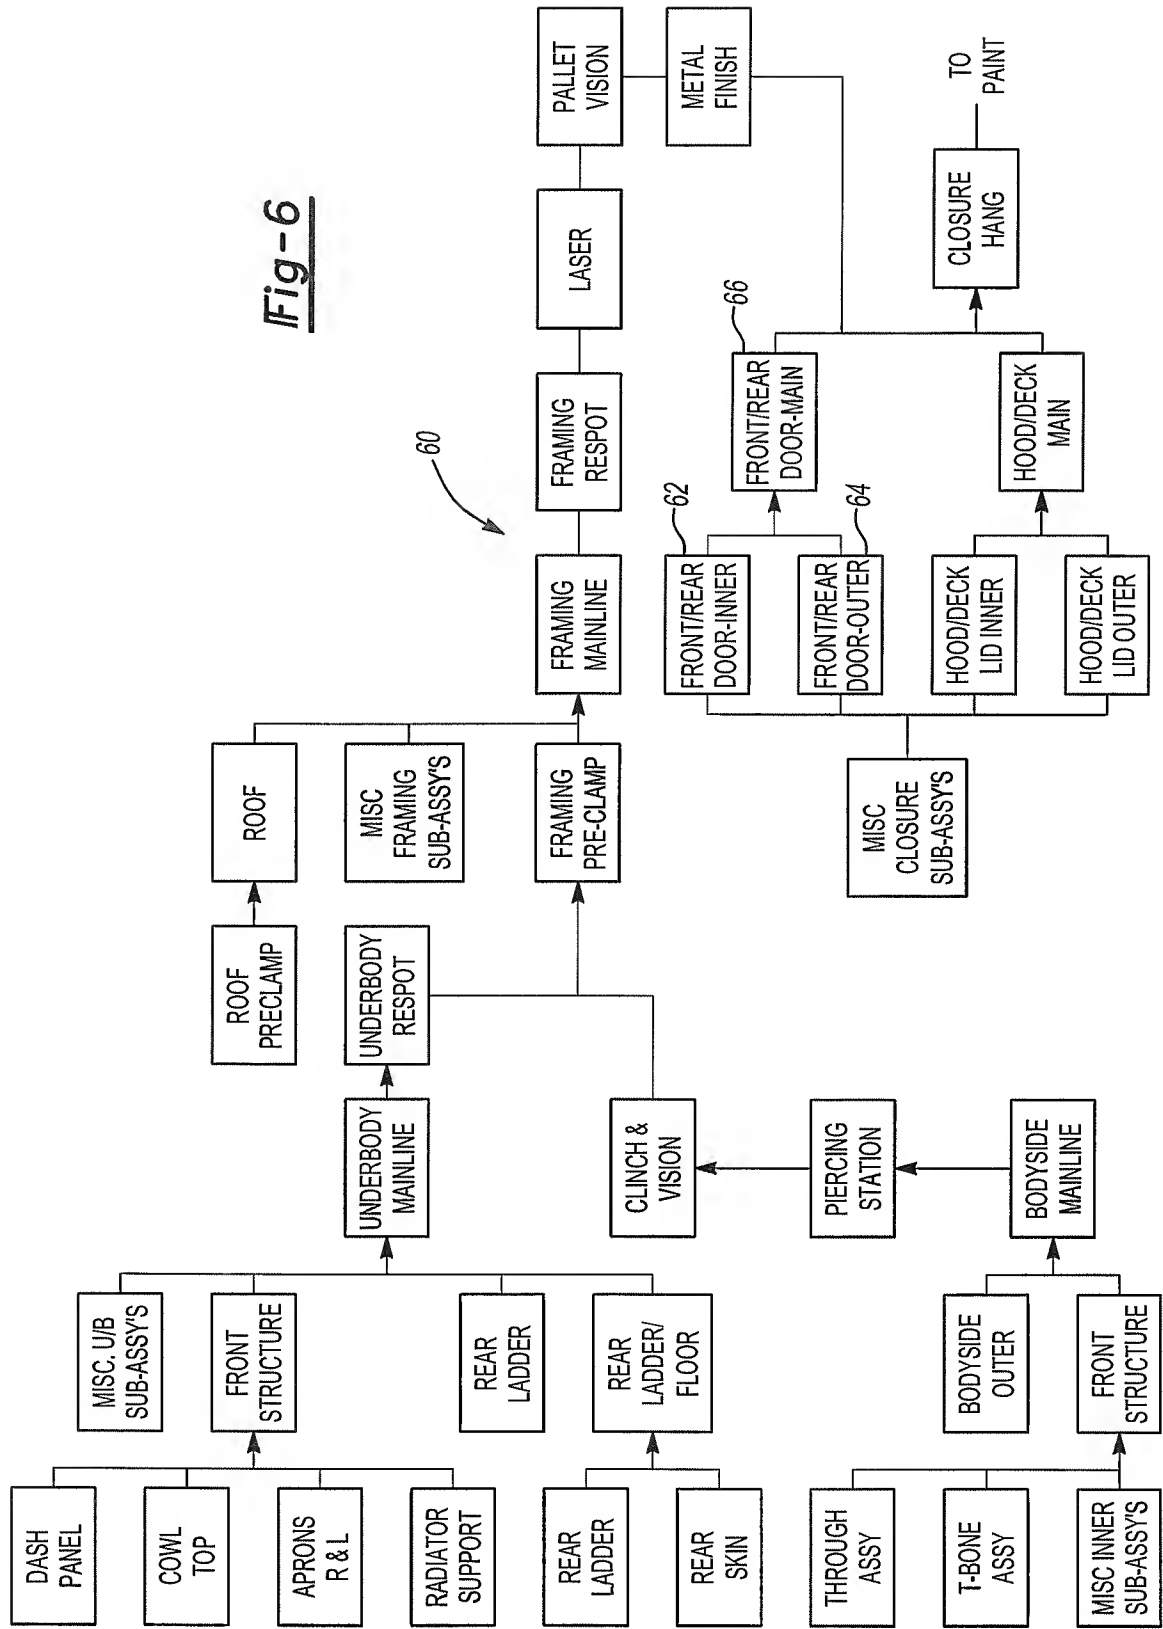 Fig-6
DASH
PANEL
COWL
TOP
APRONS
R & L
RADIATOR
SUPPORT
REAR
LADDER
REAR
SKIN
THROUGH
ASSY
T-BONE
ASSY
MISC INNER
SUB-ASSY'S
MISC. U/B
SUB-ASSY'S
FRONT
STRUCTURE
REAR
LADDER
REAR
LADDER/
FLOOR
BODYSIDE
OUTER
FRONT
STRUCTURE
UNDERBODY
MAINLINE
CLINCH &
VISION
PIERCING
STATION
BODYSIDE
MAINLINE
ROOF
PRECLAMP
UNDERBODY
RESPOT
ROOF
MISC
FRAMING
SUB-ASSY'S
FRAMING
PRE-CLAMP
MISC
CLOSURE
SUB-ASSY'S
60
FRAMING
MAINLINE
FRONT/REAR
DOOR-INNER
62
FRONT/REAR
DOOR-OUTER
64
HOOD/DECK
LID INNER
HOOD/DECK
LID OUTER
FRAMING
RESPOT
FRONT/REAR
DOOR-MAIN
66
HOOD/DECK
MAIN
LASER
CLOSURE
HANG
PALLET
VISION
METAL
FINISH
TO
PAINT